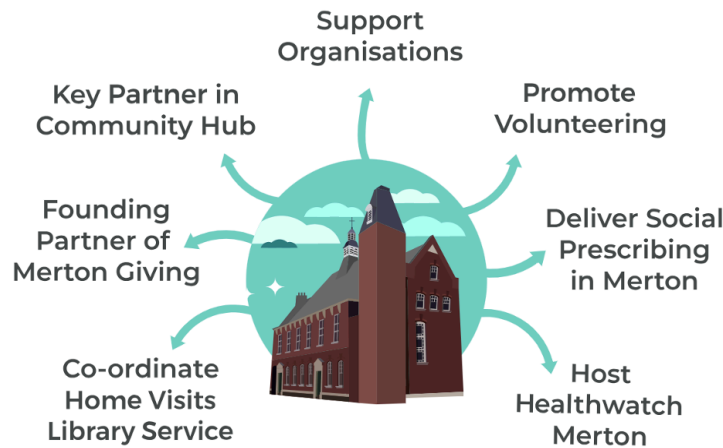 Support
Organisations
Key Partner in
Community Hub
Promote
Volunteering
Founding
Partner of
Merton Giving
Deliver Social
Prescribing
in Merton
Co-ordinate
Home Visits
Library Service
Host
Healthwatch
Merton